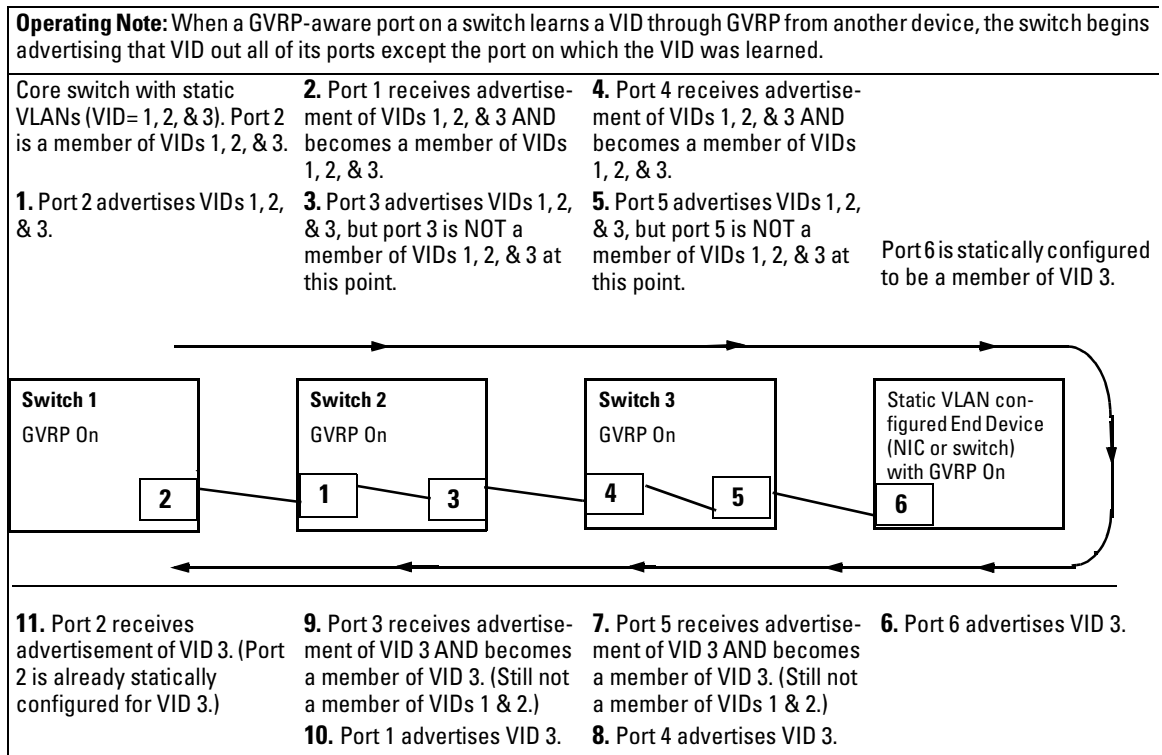 Operating Note: When a GVRP-aware port on a switch learns a VID through GVRP from another device, the switch begins
advertising that VID out all of its ports except the port on which the VID was learned.
Core switch with static
VLANs (VID= 1, 2, & 3). Port 2
is a member of VIDs 1, 2, & 3.
1. Port 2 advertises VIDs 1, 2,
& 3.
2. Port 1 receives advertise-
ment of VIDs 1, 2, & 3 AND
becomes a member of VIDs
1, 2, & 3.
3. Port 3 advertises VIDs 1, 2,
& 3, but port 3 is NOT a
member of VIDs 1, 2, & 3 at
this point.
4. Port 4 receives advertise-
ment of VIDs 1, 2, & 3 AND
becomes a member of VIDs
1, 2, & 3.
5. Port 5 advertises VIDs 1, 2,
& 3, but port 5 is NOT a
member of VIDs 1, 2, & 3 at
this point.
Port 6 is statically configured
to be a member of VID 3.
Switch 1
GVRP On
2
Switch 2
GVRP On
1
3
Switch 3
GVRP On
4
5
Static VLAN con-
figured End Device
(NIC or switch)
with GVRP On
6
11. Port 2 receives
advertisement of VID 3. (Port
2 is already statically
configured for VID 3.)
9. Port 3 receives advertise-
ment of VID 3 AND becomes
a member of VID 3. (Still not
a member of VIDs 1 & 2.)
10. Port 1 advertises VID 3.
7. Port 5 receives advertise-
ment of VID 3 AND becomes
a member of VID 3. (Still not
a member of VIDs 1 & 2.)
8. Port 4 advertises VID 3.
6. Port 6 advertises VID 3.